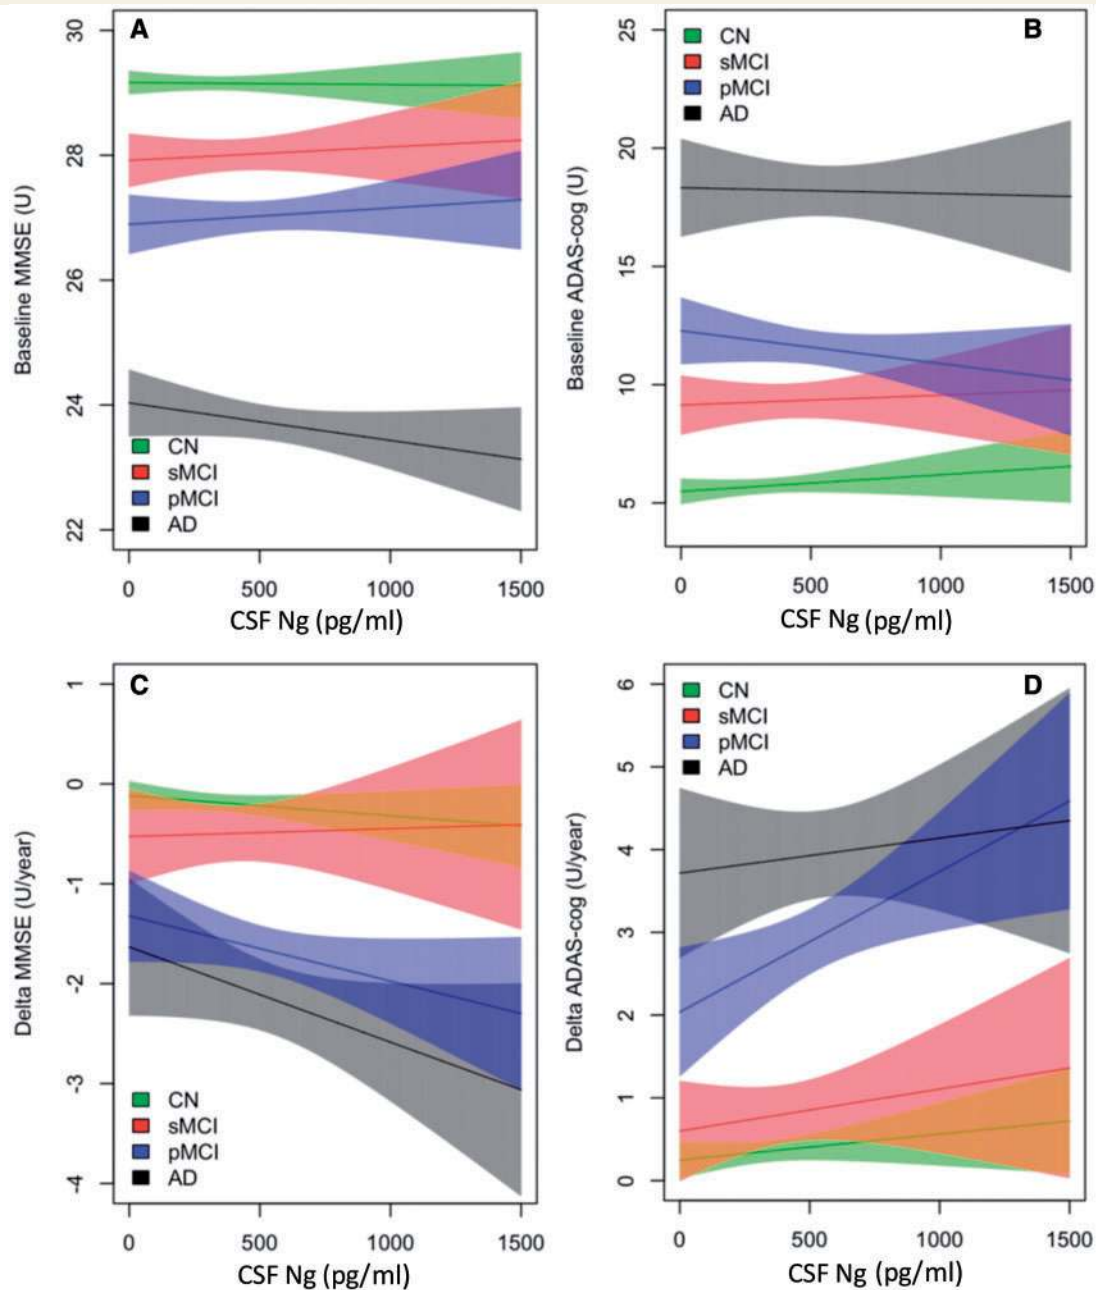 A
30
28
26
24
22
Baseline MMSE (U)
CN
sMCI
pMCI
AD
0 500 1000 1500
CSF Ng (pg/ml)
B
25
20
15
10
5
Baseline ADAS-cog (U)
CN
sMCI
pMCI
AD
0 500 1000 1500
CSF Ng (pg/ml)
C
1
0
-1
-2
-3
-4
Delta MMSE (U/year)
CN
sMCI
pMCI
AD
0 500 1000 1500
CSF Ng (pg/ml)
D
6
5
4
3
2
1
0
Delta ADAS-cog (U/year)
CN
sMCI
pMCI
AD
0 500 1000 1500
CSF Ng (pg/ml)